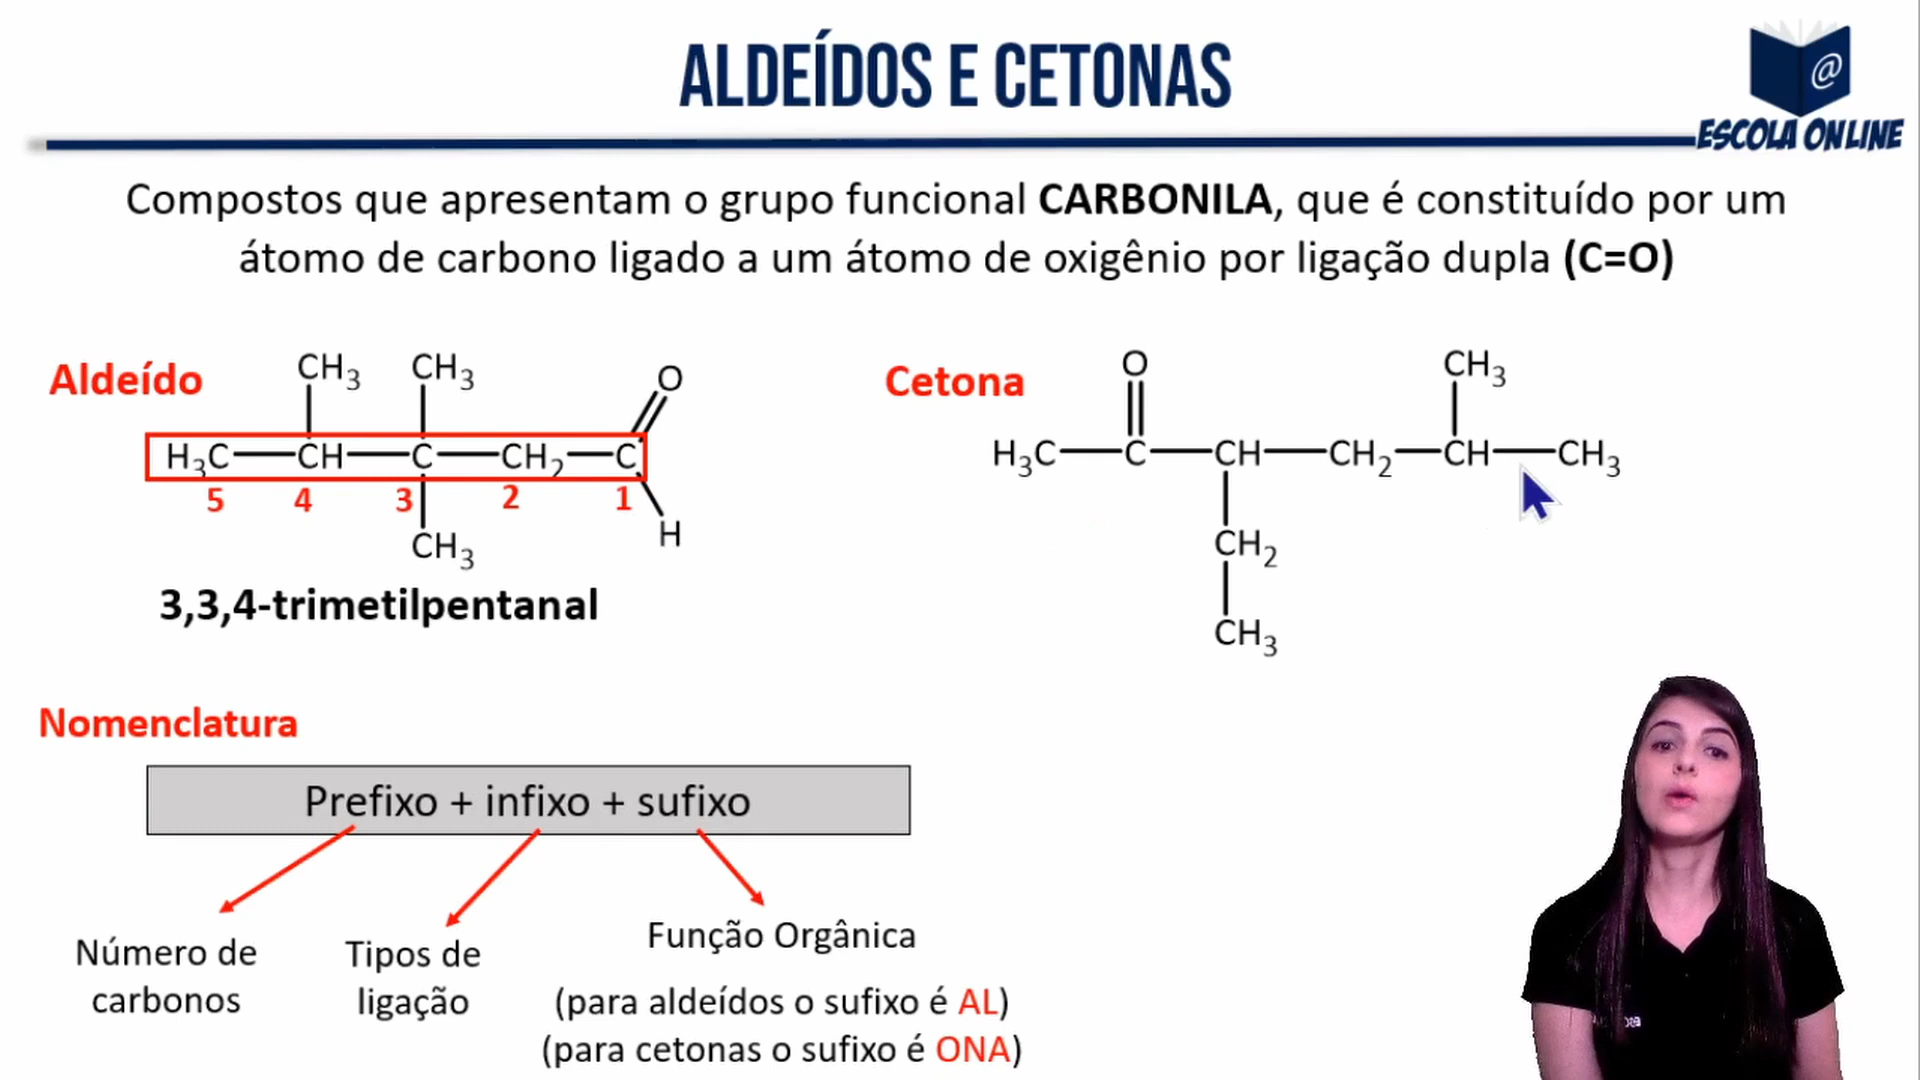 ALDEÍDOS E CETONAS
@
ESCOLA ONLINE
Compostos que apresentam o grupo funcional CARBONILA, que é constituído por um
átomo de carbono ligado a um átomo de oxigênio por ligação dupla (C=O)
Aldeído
CH₃ CH₃ O
H₃C CH C CH₂ C
5 4 3 2 1
CH₃ H
3,3,4-trimetilpentanal
Cetona
O CH₃
H₃C C CH CH₂ CH CH₃
CH₂
CH₃
Nomenclatura
Prefixo + infixo + sufixo
Número de
carbonos
Tipos de
ligação
Função Orgânica
(para aldeídos o sufixo é AL)
(para cetonas o sufixo é ONA)